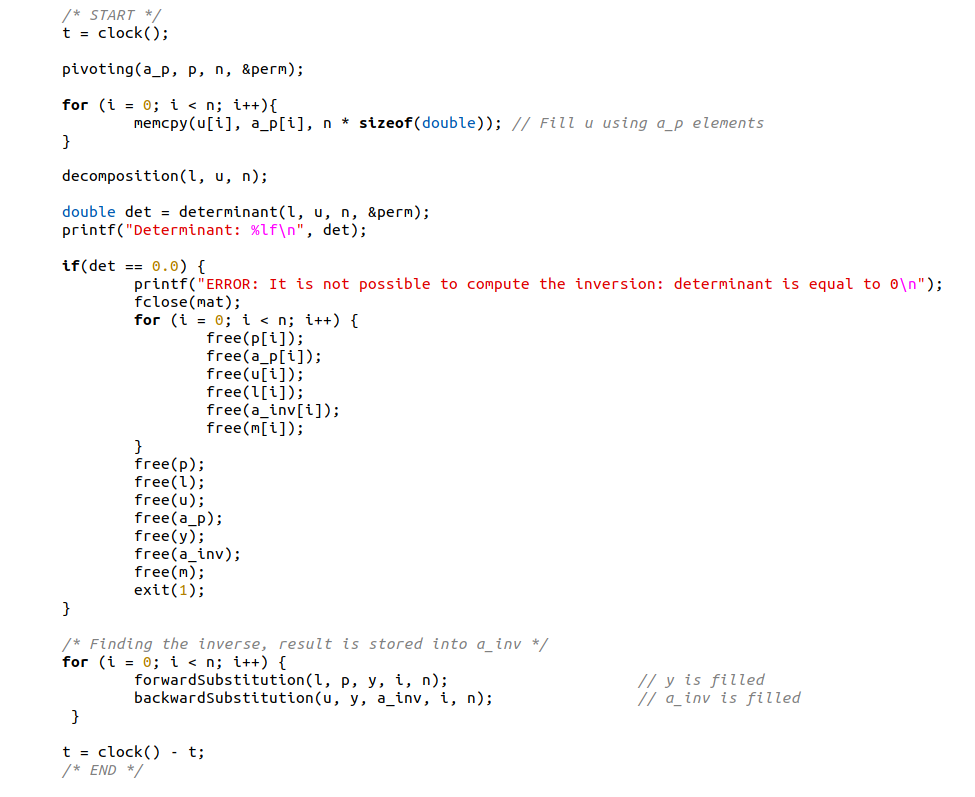 /* START */
t = clock();
pivoting(a_p, p, n, &perm);
for (i = 0; i < n; i++){
memcpy(u[i], a_p[i], n * sizeof(double)); // Fill u using a_p elements
}
decomposition(l, u, n);
double det = determinant(l, u, n, &perm);
printf("Determinant: %lf\n", det);
if(det == 0.0) {
printf("ERROR: It is not possible to compute the inversion: determinant is equal to 0\n");
fclose(mat);
for (i = 0; i < n; i++) {
free(p[i]);
free(a_p[i]);
free(u[i]);
free(l[i]);
free(a_inv[i]);
free(m[i]);
}
free(p);
free(l);
free(u);
free(a_p);
free(y);
free(a_inv);
free(m);
exit(1);
}
/* Finding the inverse, result is stored into a_inv */
for (i = 0; i < n; i++) {
forwardSubstitution(l, p, y, i, n); // y is filled
backwardSubstitution(u, y, a_inv, i, n); // a_inv is filled
}
t = clock() - t;
/* END */